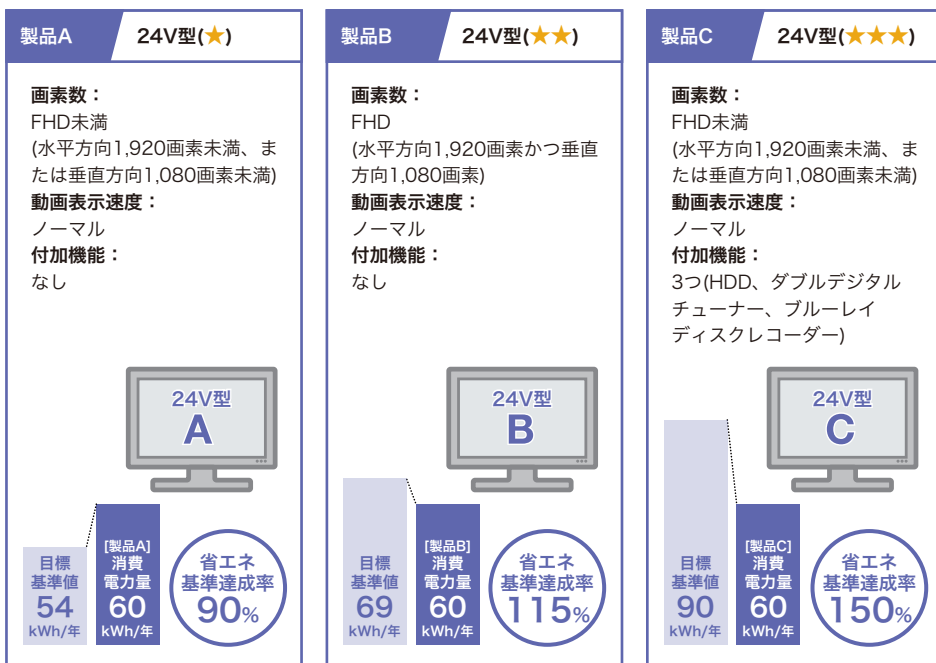 製品A
24V型(★)
画素数：
FHD未満
(水平方向1,920画素未満、ま
たは垂直方向1,080画素未満)
動画表示速度：
ノーマル
付加機能：
なし
24V型
A
目標
基準値
54
kWh/年
[製品A]
消費
電力量
60
kWh/年
省エネ
基準達成率
90%
製品B
24V型(★★)
画素数：
FHD
(水平方向1,920画素かつ垂直
方向1,080画素)
動画表示速度：
ノーマル
付加機能：
なし
24V型
B
目標
基準値
69
kWh/年
[製品B]
消費
電力量
60
kWh/年
省エネ
基準達成率
115%
製品C
24V型(★★★)
画素数：
FHD未満
(水平方向1,920画素未満、ま
たは垂直方向1,080画素未満)
動画表示速度：
ノーマル
付加機能：
3つ(HDD、ダブルデジタル
チューナー、ブルーレイ
ディスクレコーダー)
24V型
C
目標
基準値
90
kWh/年
[製品C]
消費
電力量
60
kWh/年
省エネ
基準達成率
150%